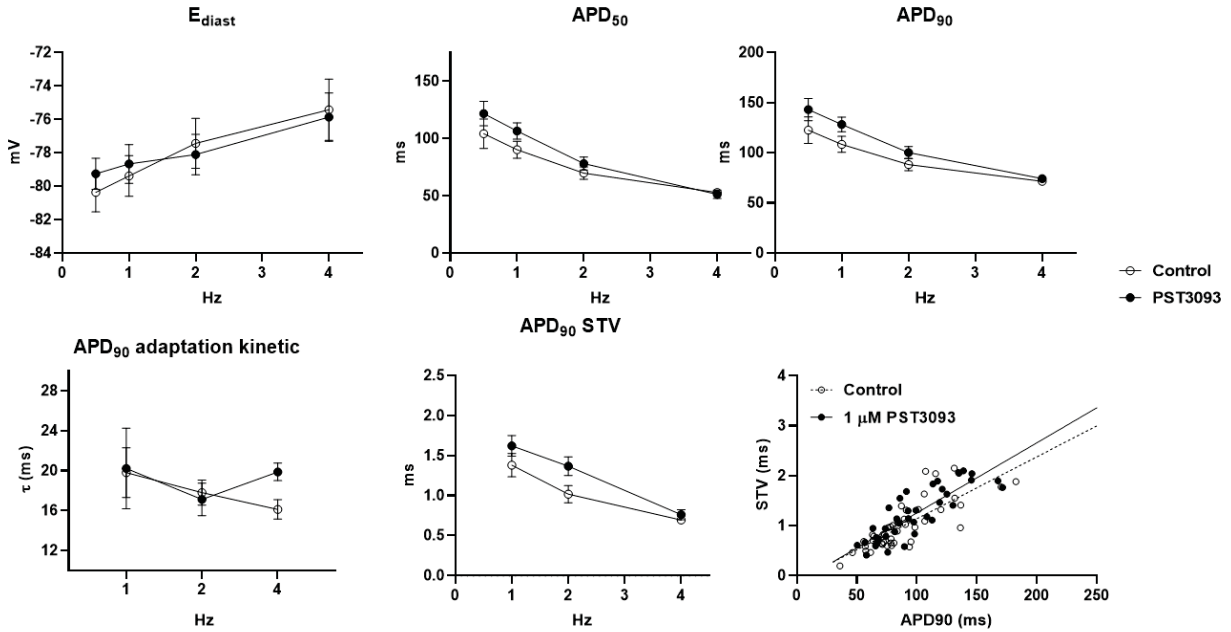 E_diast
APD_50
APD_90
-72
-74
-76
-78
-80
-82
-84
mV
0
1
2
3
4
Hz
150
100
50
0
ms
0
1
2
3
4
Hz
200
150
100
50
0
ms
0
1
2
3
4
Hz
Control
PST3093
APD_90 adaptation kinetic
APD_90 STV
28
24
20
16
12
τ (ms)
1
2
4
Hz
2.5
2.0
1.5
1.0
0.5
0.0
ms
0
1
2
3
4
Hz
Control
1 μM PST3093
4
3
2
1
0
STV (ms)
0
50
100
150
200
250
APD90 (ms)